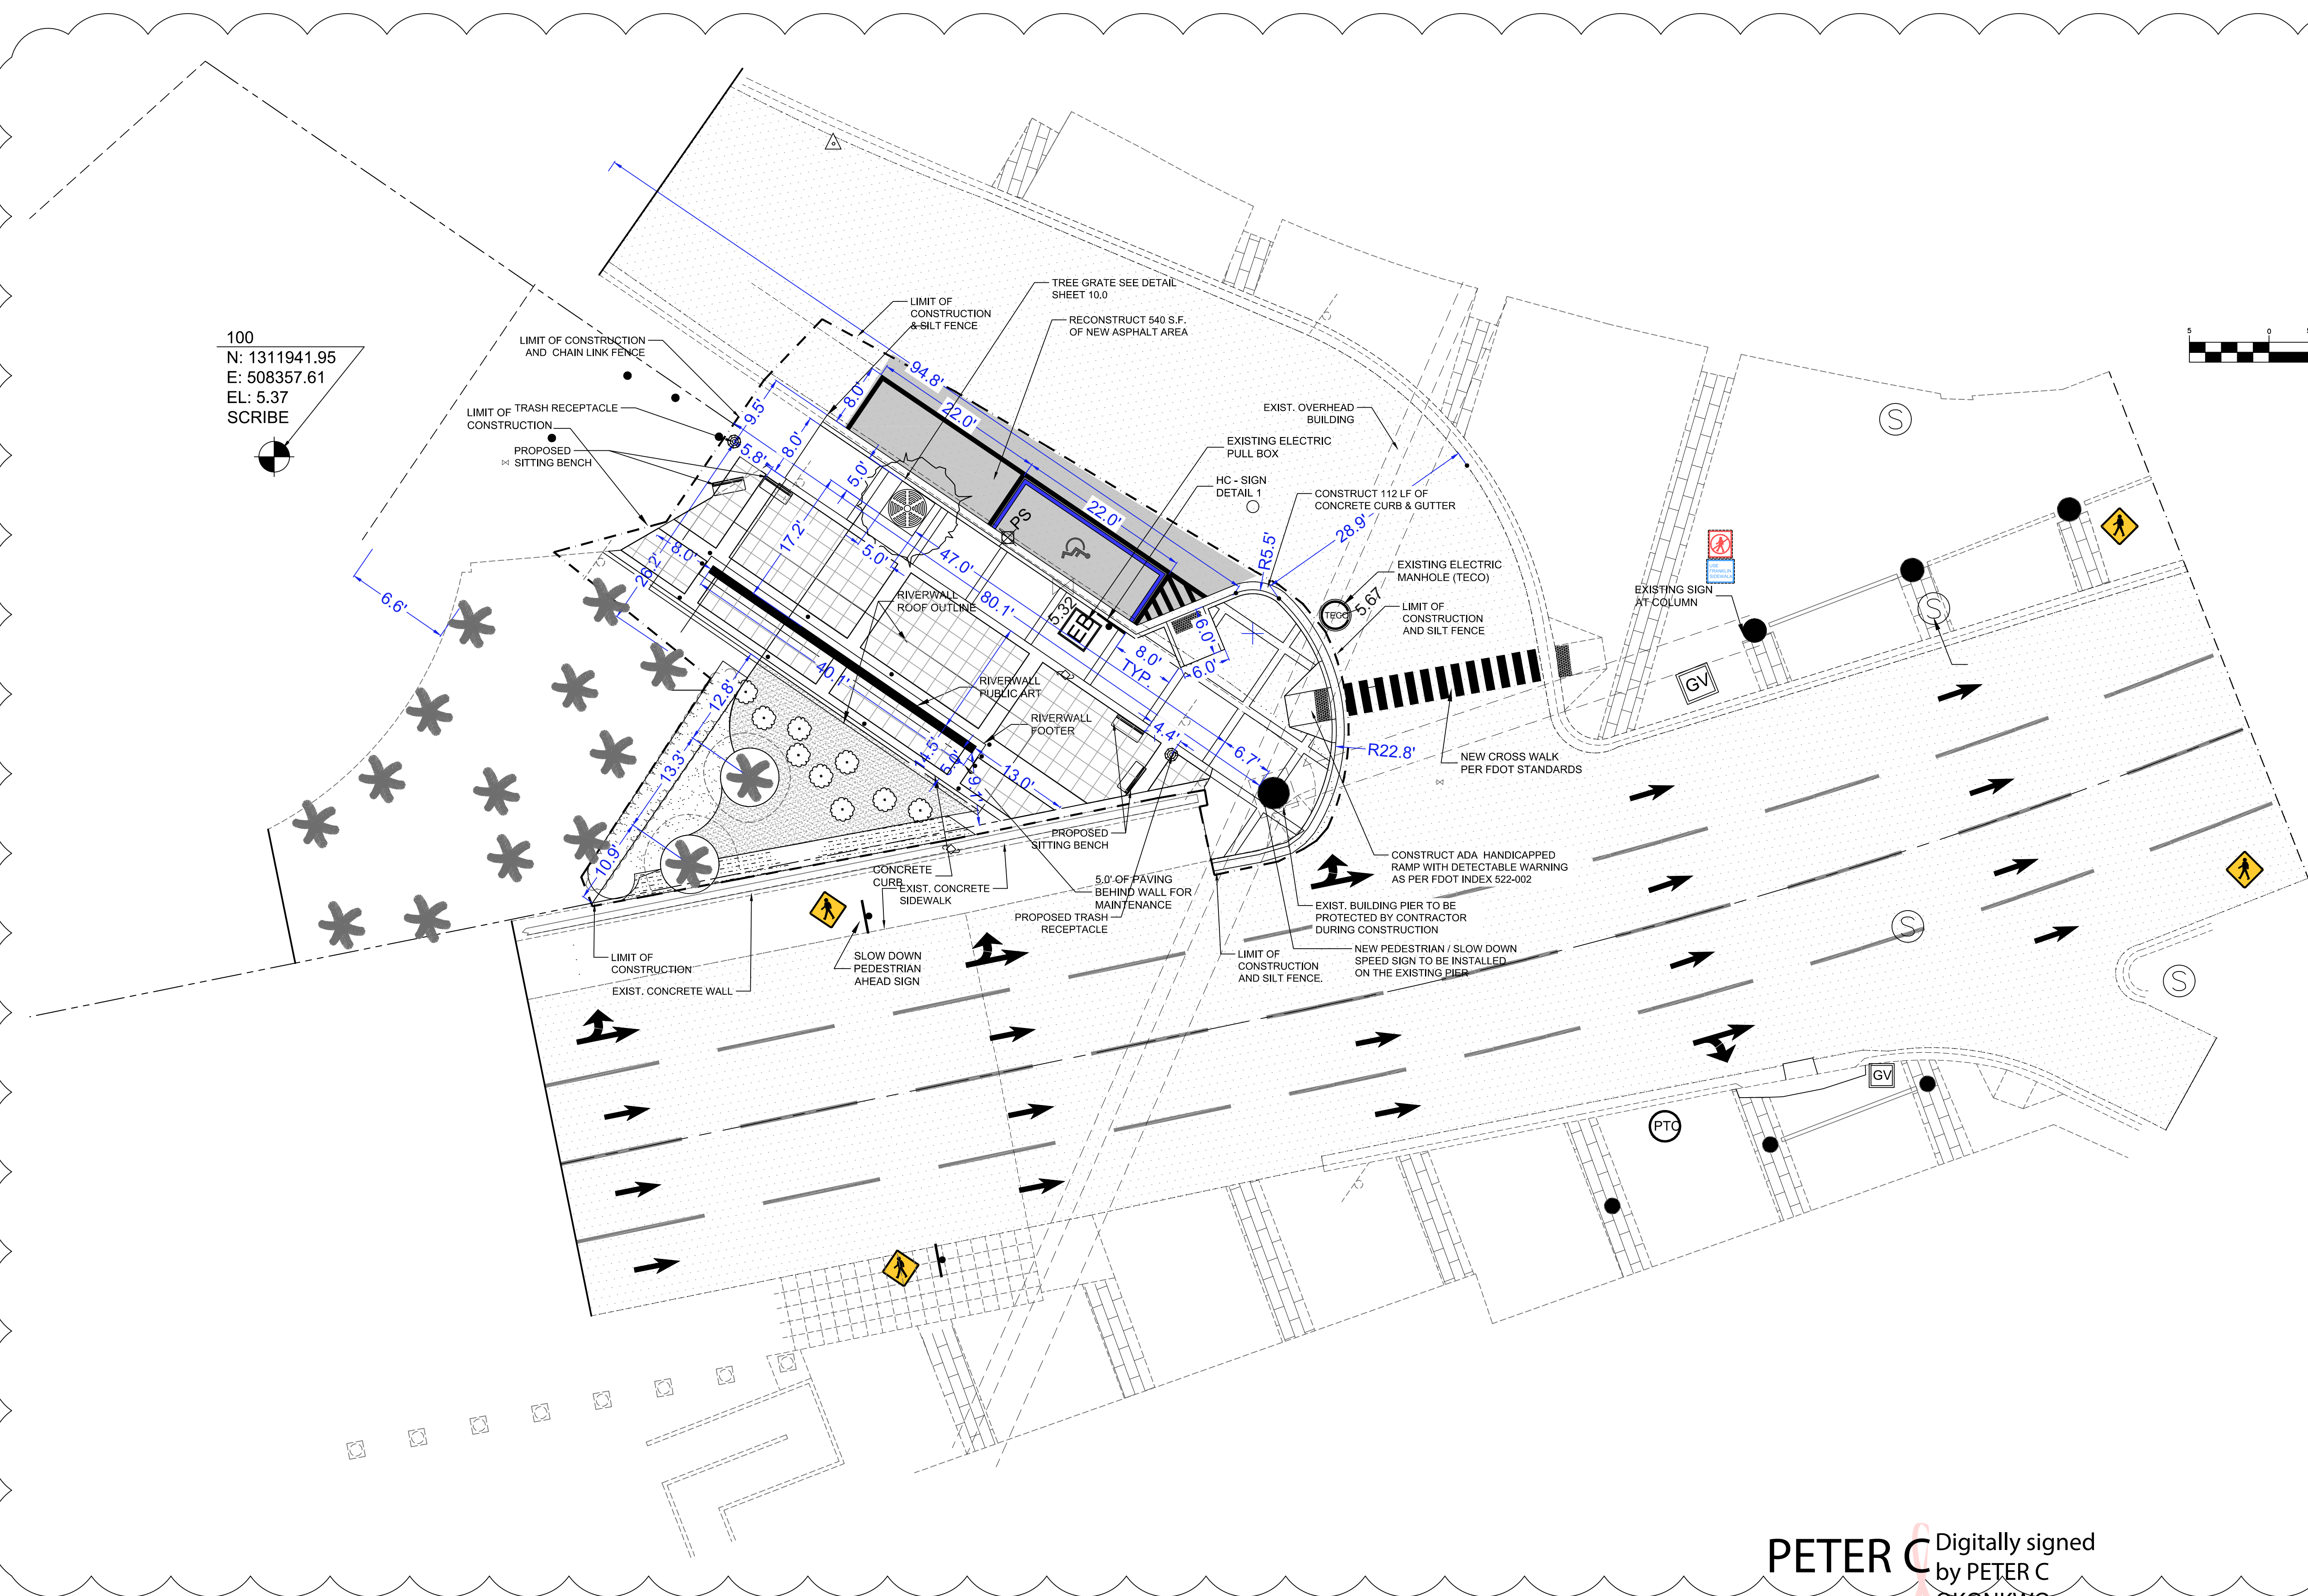 100
N: 1311941.95
E: 508357.61
EL: 5.37
SCRIBE
TREE GRATE SEE DETAIL
SHEET 10.0
LIMIT OF
CONSTRUCTION
& SILT FENCE
RECONSTRUCT 540 S.F.
OF NEW ASPHALT AREA
LIMIT OF CONSTRUCTION
AND CHAIN LINK FENCE
TRASH RECEPTACLE
LIMIT OF
CONSTRUCTION
PROPOSED
SITTING BENCH
5
0
EXIST. OVERHEAD
BUILDING
EXISTING ELECTRIC
PULL BOX
HC - SIGN
DETAIL 1
CONSTRUCT 112 LF OF
CONCRETE CURB & GUTTER
94.8'
22.0'
22.0'
8.0'
9.5'
8.0'
5.8'
5.0'
17.2'
5.0'
47.0'
80.1'
8.0'
26.2'
6.6'
28.9'
R5.5'
PS
5.32
EB
TECO
5.67
EXISTING ELECTRIC
MANHOLE (TECO)
LIMIT OF
CONSTRUCTION
AND SILT FENCE
USE
FRANKLIN
SIDEWALK
EXISTING SIGN
AT COLUMN
S
S
S
S
GV
RIVERWALL
ROOF OUTLINE
6.0'
6.0'
8.0'
TYP.
40.1'
RIVERWALL
PUBLIC ART
RIVERWALL
FOOTER
12.8'
13.3'
10.9'
14.5'
5.0'
6.7'
13.0'
4.4'
6.7'
R22.8'
NEW CROSS WALK
PER FDOT STANDARDS
PROPOSED
SITTING BENCH
CONCRETE
CURB
EXIST. CONCRETE
SIDEWALK
5.0' OF PAVING
BEHIND WALL FOR
MAINTENANCE
PROPOSED TRASH
RECEPTACLE
CONSTRUCT ADA HANDICAPPED
RAMP WITH DETECTABLE WARNING
AS PER FDOT INDEX 522-002
EXIST. BUILDING PIER TO BE
PROTECTED BY CONTRACTOR
DURING CONSTRUCTION
NEW PEDESTRIAN / SLOW DOWN
SPEED SIGN TO BE INSTALLED
ON THE EXISTING PIER
LIMIT OF
CONSTRUCTION
AND SILT FENCE.
SLOW DOWN
PEDESTRIAN
AHEAD SIGN
LIMIT OF
CONSTRUCTION
EXIST. CONCRETE WALL
GV
PTC
PETER C
Digitally signed
by PETER C
OKONKWO